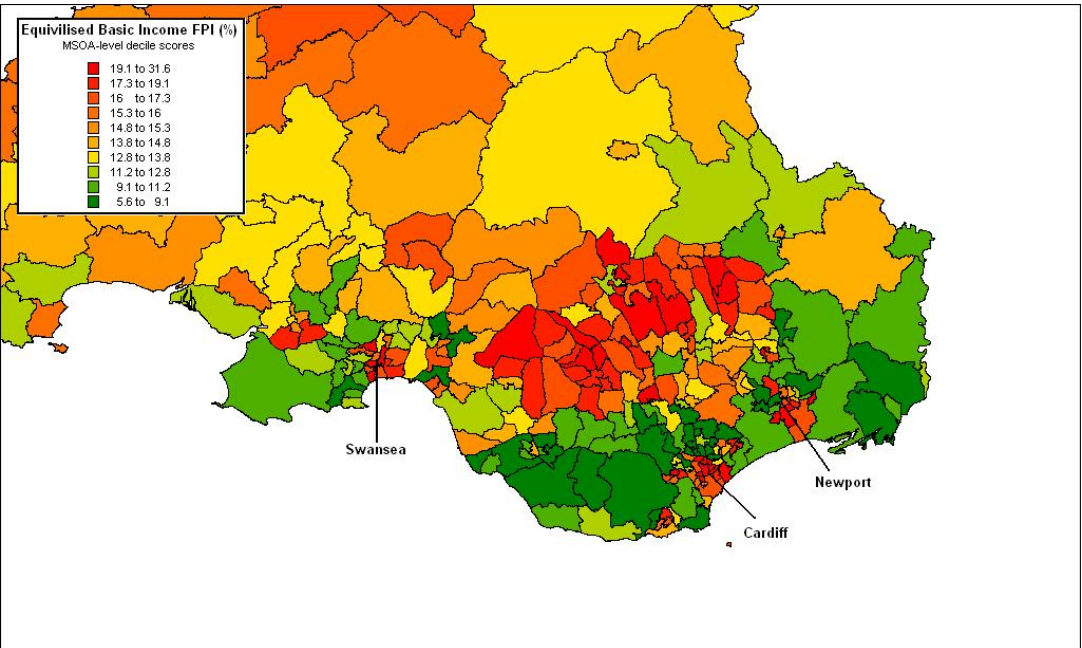 Equivilised Basic Income FPI (%)
MSOA-level decile scores
19.1 to 31.6
17.3 to 19.1
16 to 17.3
15.3 to 16
14.8 to 15.3
13.8 to 14.8
12.8 to 13.8
11.2 to 12.8
9.1 to 11.2
5.6 to 9.1
Swansea
Newport
Cardiff